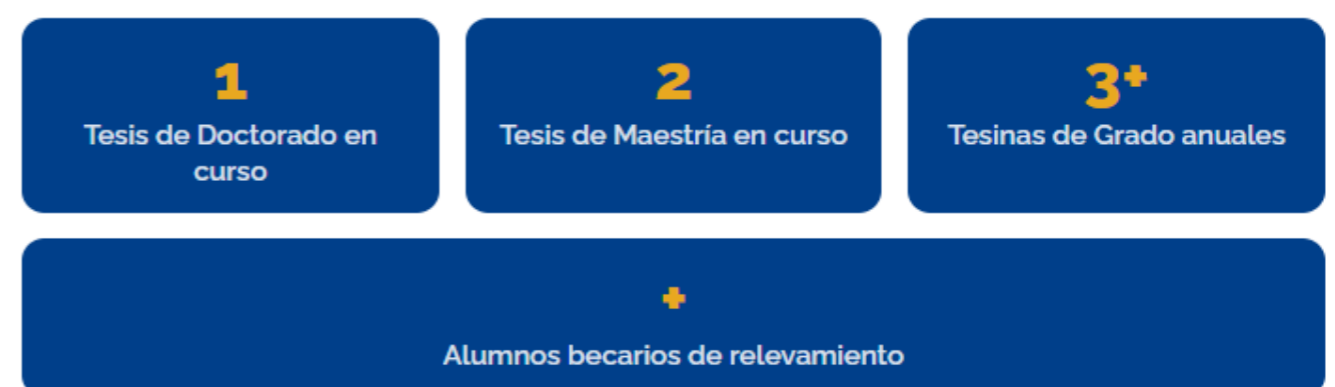 1
Tesis de Doctorado en
curso
2
Tesis de Maestría en curso
3+
Tesinas de Grado anuales
+
Alumnos becarios de relevamiento